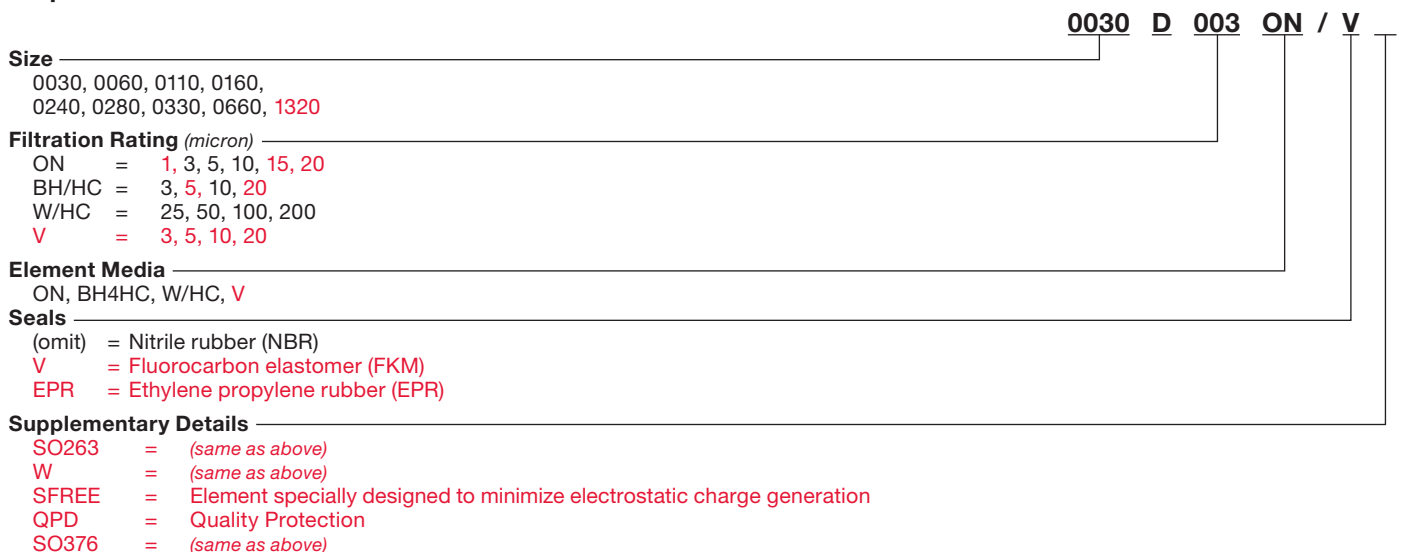 0030 D 003 ON / V
Size
0030, 0060, 0110, 0160,
0240, 0280, 0330, 0660, 1320
Filtration Rating (micron)
ON = 1, 3, 5, 10, 15, 20
BH/HC = 3, 5, 10, 20
W/HC = 25, 50, 100, 200
V = 3, 5, 10, 20
Element Media
ON, BH4HC, W/HC, V
Seals
(omit) = Nitrile rubber (NBR)
V = Fluorocarbon elastomer (FKM)
EPR = Ethylene propylene rubber (EPR)
Supplementary Details
SO263 = (same as above)
W = (same as above)
SFREE = Element specially designed to minimize electrostatic charge generation
QPD = Quality Protection
SO376 = (same as above)